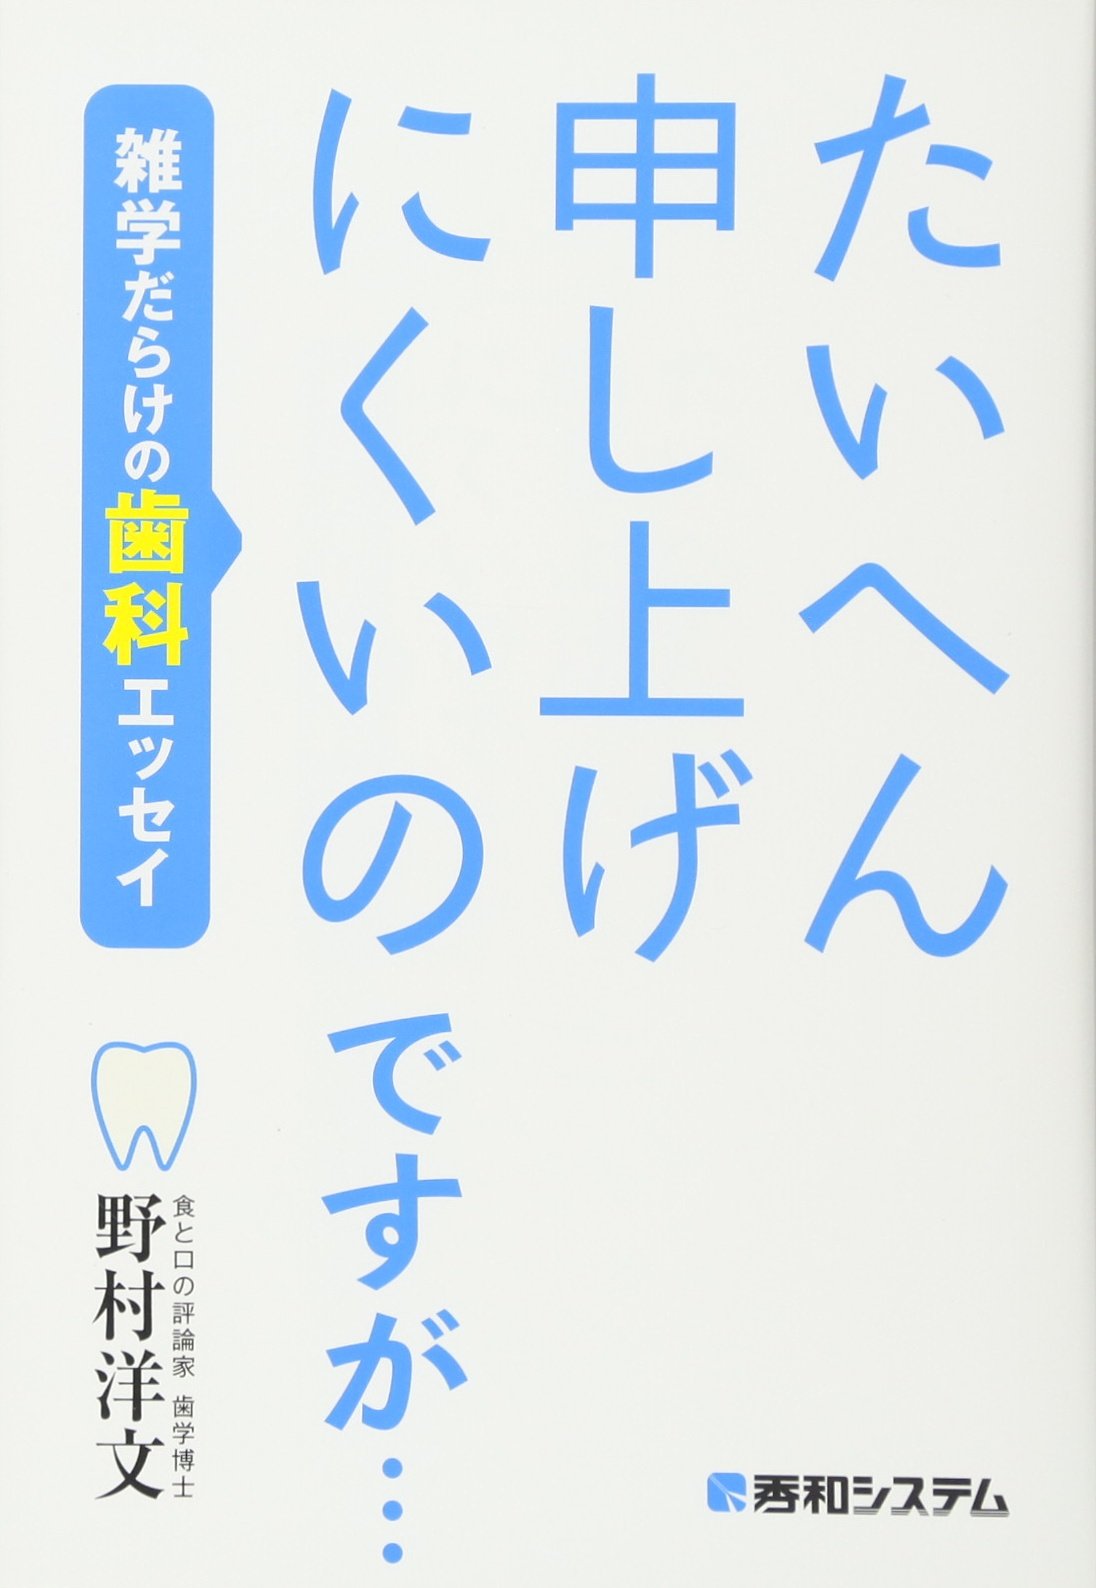 たいへん
申し上げ
にくいのですが…
雑学だらけの歯科エッセイ
食と口の評論家 歯学博士
野村洋文
秀和システム